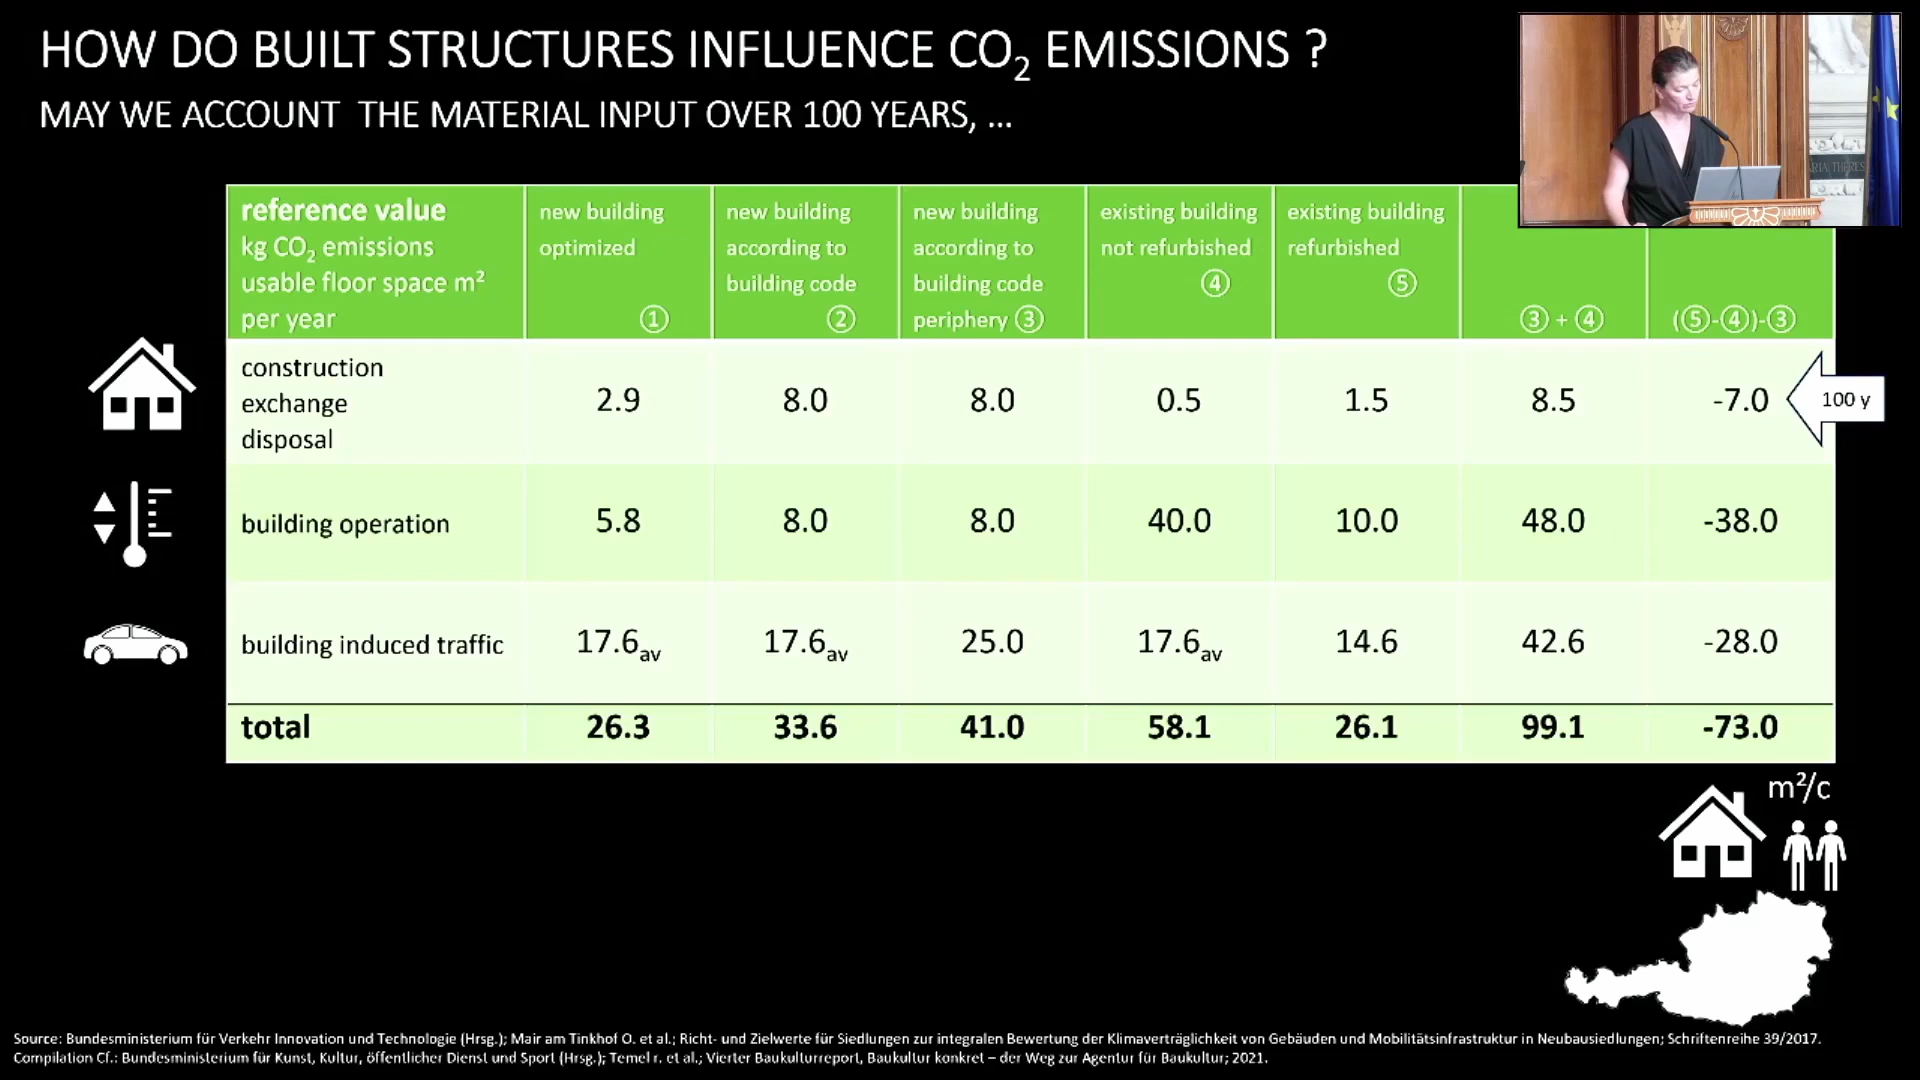 HOW DO BUILT STRUCTURES INFLUENCE CO₂ EMISSIONS ?
MAY WE ACCOUNT THE MATERIAL INPUT OVER 100 YEARS, ...
reference value
kg CO₂ emissions
usable floor space m²
per year
new building
optimized
①
new building
according to
building code
②
new building
according to
building code
periphery ③
existing building
not refurbished
④
existing building
refurbished
⑤
③ + ④
(⑤-④)-③
construction
exchange
disposal
2.9
8.0
8.0
0.5
1.5
8.5
-7.0
100 y
building operation
5.8
8.0
8.0
40.0
10.0
48.0
-38.0
building induced traffic
17.6av
17.6av
25.0
17.6av
14.6
42.6
-28.0
total
26.3
33.6
41.0
58.1
26.1
99.1
-73.0
m²/c
Source: Bundesministerium für Verkehr Innovation und Technologie (Hrsg.); Mair am Tinkhof O. et al.; Richt- und Zielwerte für Siedlungen zur integralen Bewertung der Klimaverträglichkeit von Gebäuden und Mobilitätsinfrastruktur in Neubausiedlungen; Schriftenreihe 39/2017.
Compilation Cf.: Bundesministerium für Kunst, Kultur, öffentlicher Dienst und Sport (Hrsg.); Temel r. et al.; Vierter Baukulturreport, Baukultur konkret – der Weg zur Agentur für Baukultur; 2021.